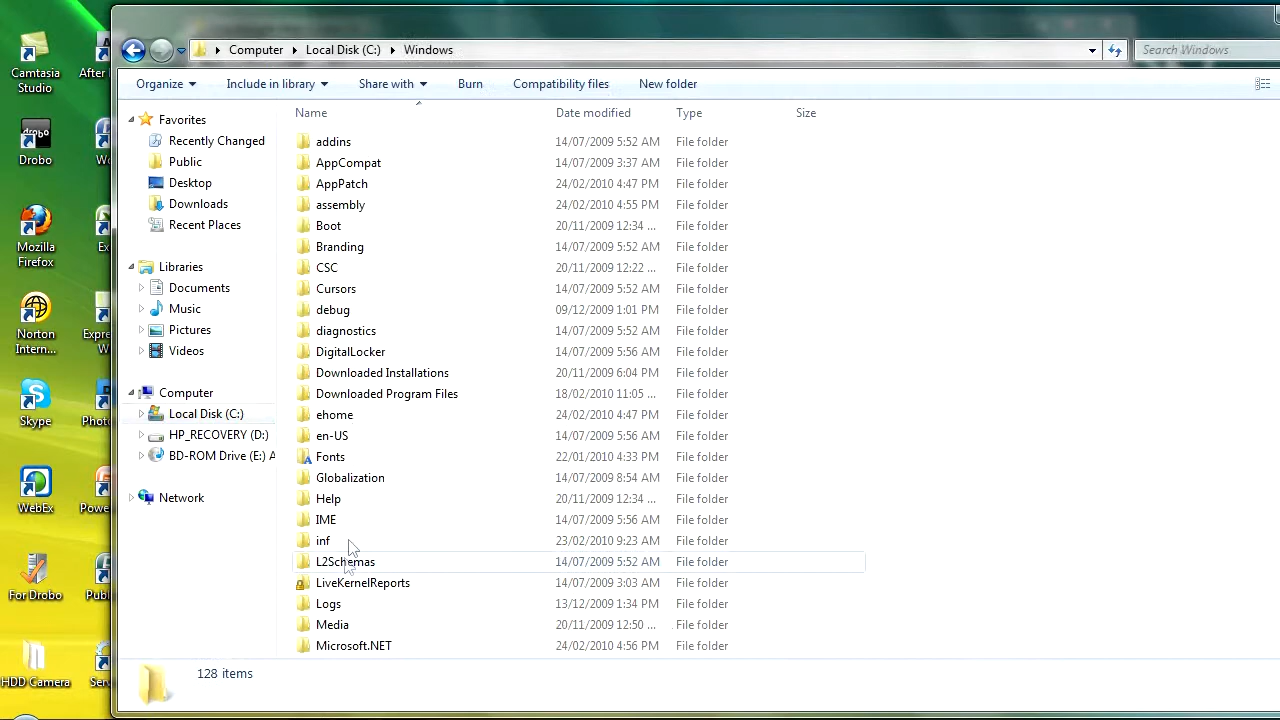 Camtasia
Studio
After
Drobo
Mozilla
Firefox
Ex
Norton
Intern...
Expre
W
Skype
Phot
WebEx
Powe
For Drobo
Publ
HDD Camera
Serv
Computer
Local Disk (C:)
Windows
Search Windows
Organize
Include in library
Share with
Burn
Compatibility files
New folder
Favorites
Recently Changed
Public
Desktop
Downloads
Recent Places
Libraries
Documents
Music
Pictures
Videos
Computer
Local Disk (C:)
HP_RECOVERY (D:)
BD-ROM Drive (E:) A
Network
Name Date modified Type Size
addins 14/07/2009 5:52 AM File folder
AppCompat 14/07/2009 3:37 AM File folder
AppPatch 24/02/2010 4:47 PM File folder
assembly 24/02/2010 4:55 PM File folder
Boot 20/11/2009 12:34 ... File folder
Branding 14/07/2009 5:52 AM File folder
CSC 20/11/2009 12:22 ... File folder
Cursors 14/07/2009 5:52 AM File folder
debug 09/12/2009 1:01 PM File folder
diagnostics 14/07/2009 5:52 AM File folder
DigitalLocker 14/07/2009 5:56 AM File folder
Downloaded Installations 20/11/2009 6:04 PM File folder
Downloaded Program Files 18/02/2010 11:05 ... File folder
ehome 24/02/2010 4:47 PM File folder
en-US 14/07/2009 5:56 AM File folder
Fonts 22/01/2010 4:33 PM File folder
Globalization 14/07/2009 8:54 AM File folder
Help 20/11/2009 12:34 ... File folder
IME 14/07/2009 5:56 AM File folder
inf 23/02/2010 9:23 AM File folder
L2Schemas 14/07/2009 5:52 AM File folder
LiveKernelReports 14/07/2009 3:03 AM File folder
Logs 13/12/2009 1:34 PM File folder
Media 20/11/2009 12:50 ... File folder
Microsoft.NET 24/02/2010 4:56 PM File folder
128 items